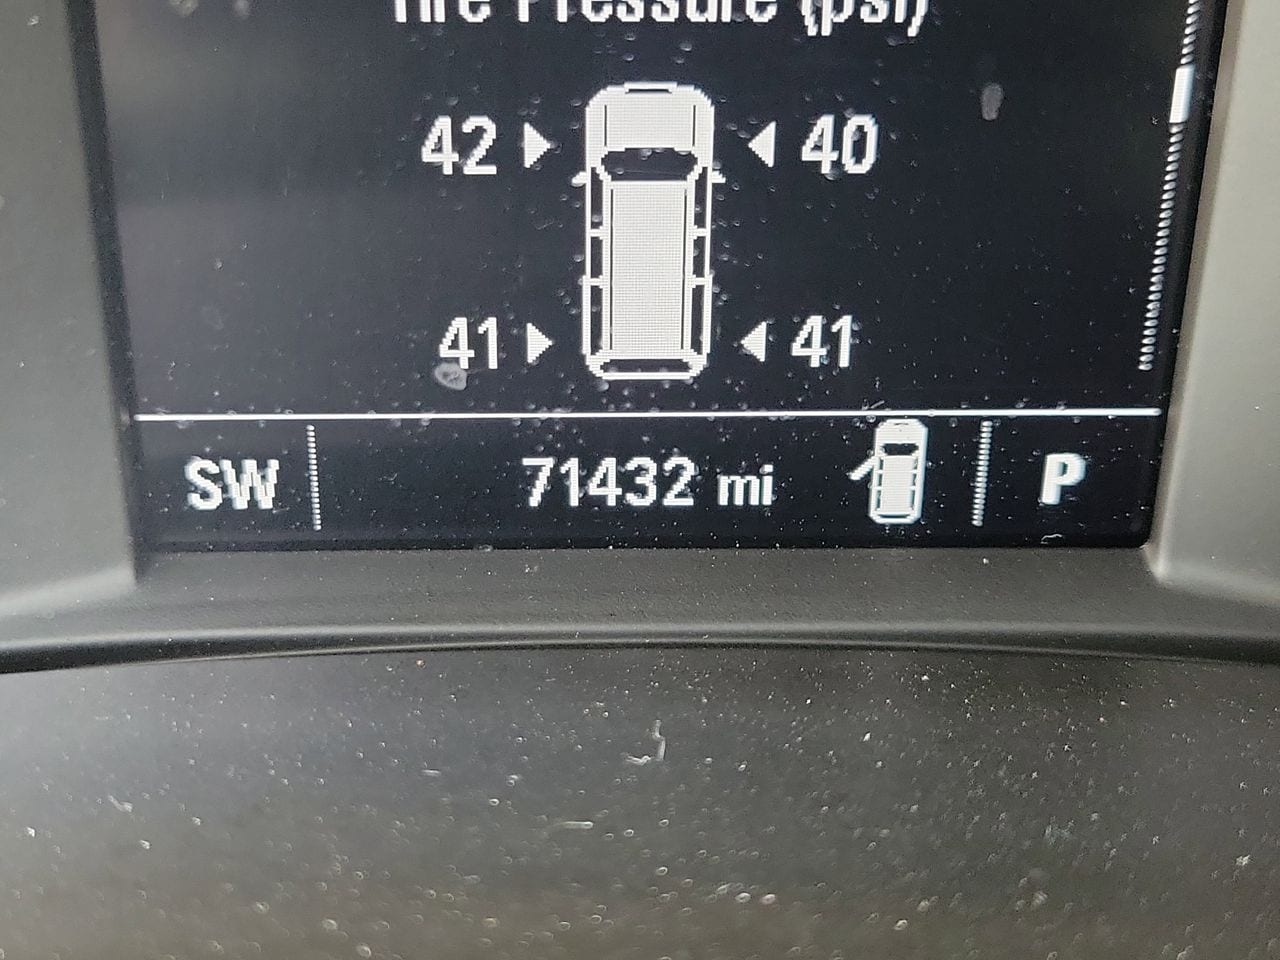 Tire Pressure (psi)
42 40
41 41
SW 71432 mi P